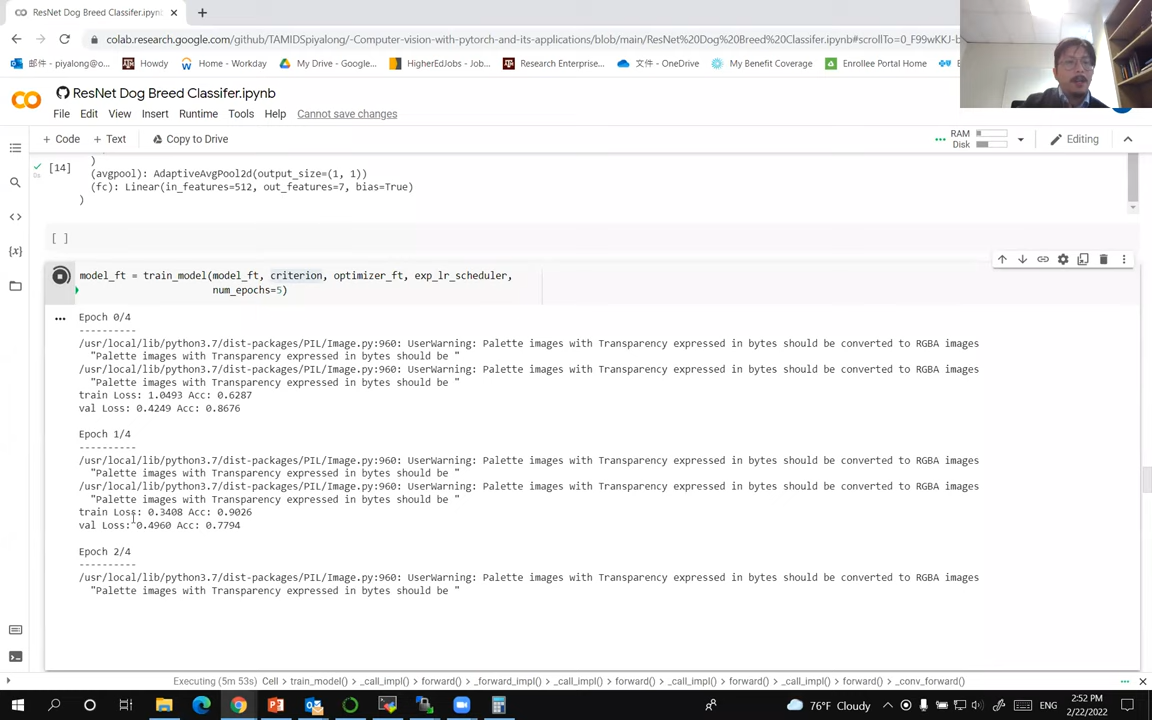 ResNet Dog Breed Classifer.ipynb
colab.research.google.com/github/TAMIDSpiyalong/-Computer-vision-with-pytorch-and-its-applications/blob/main/ResNet%20Dog%20Breed%20Classifer.ipynb#scrollTo=0_F99wKKJ-b
邮件 - piyalong@o...
Howdy
Home - Workday
My Drive - Google...
HigherEdJobs - Job...
Research Enterprise...
文件 - OneDrive
My Benefit Coverage
Enrollee Portal Home
CO
ResNet Dog Breed Classifer.ipynb
File Edit View Insert Runtime Tools Help Cannot save changes
+ Code + Text Copy to Drive
RAM
Disk
Editing
[14]
)
(avgpool): AdaptiveAvgPool2d(output_size=(1, 1))
(fc): Linear(in_features=512, out_features=7, bias=True)
)
[ ]
model_ft = train_model(model_ft, criterion, optimizer_ft, exp_lr_scheduler,
num_epochs=5)
Epoch 0/4
----------
/usr/local/lib/python3.7/dist-packages/PIL/Image.py:960: UserWarning: Palette images with Transparency expressed in bytes should be converted to RGBA images
"Palette images with Transparency expressed in bytes should be "
/usr/local/lib/python3.7/dist-packages/PIL/Image.py:960: UserWarning: Palette images with Transparency expressed in bytes should be converted to RGBA images
"Palette images with Transparency expressed in bytes should be "
train Loss: 1.0493 Acc: 0.6287
val Loss: 0.4249 Acc: 0.8676
Epoch 1/4
----------
/usr/local/lib/python3.7/dist-packages/PIL/Image.py:960: UserWarning: Palette images with Transparency expressed in bytes should be converted to RGBA images
"Palette images with Transparency expressed in bytes should be "
/usr/local/lib/python3.7/dist-packages/PIL/Image.py:960: UserWarning: Palette images with Transparency expressed in bytes should be converted to RGBA images
"Palette images with Transparency expressed in bytes should be "
train Loss: 0.3408 Acc: 0.9026
val Loss: 0.4960 Acc: 0.7794
Epoch 2/4
----------
/usr/local/lib/python3.7/dist-packages/PIL/Image.py:960: UserWarning: Palette images with Transparency expressed in bytes should be converted to RGBA images
"Palette images with Transparency expressed in bytes should be "
Executing (5m 53s) Cell > train_model() > _call_impl() > forward() > _forward_impl() > _call_impl() > forward() > _call_impl() > forward() > _call_impl() > forward() > _conv_forward()
76°F Cloudy
ENG
2:52 PM
2/22/2022